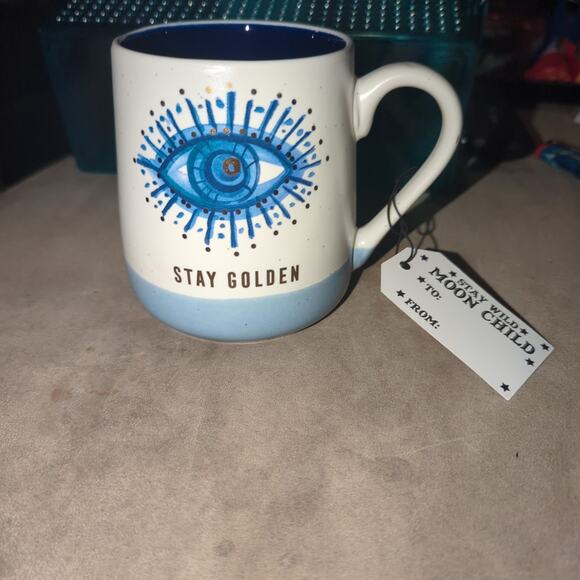 STAY GOLDEN
STAY WILD
MOON CHILD
TO:
FROM: